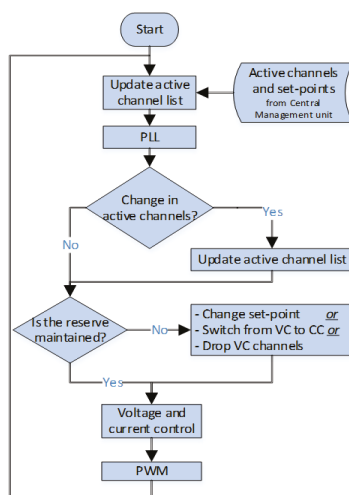 Start
Update active
channel list
Active channels
and set-points
from Central
Management unit
PLL
Change in
active channels?
Yes
No
Update active channel list
Is the reserve
maintained?
No
- Change set-point or
- Switch from VC to CC or
- Drop VC channels
Yes
Voltage and
current control
PWM